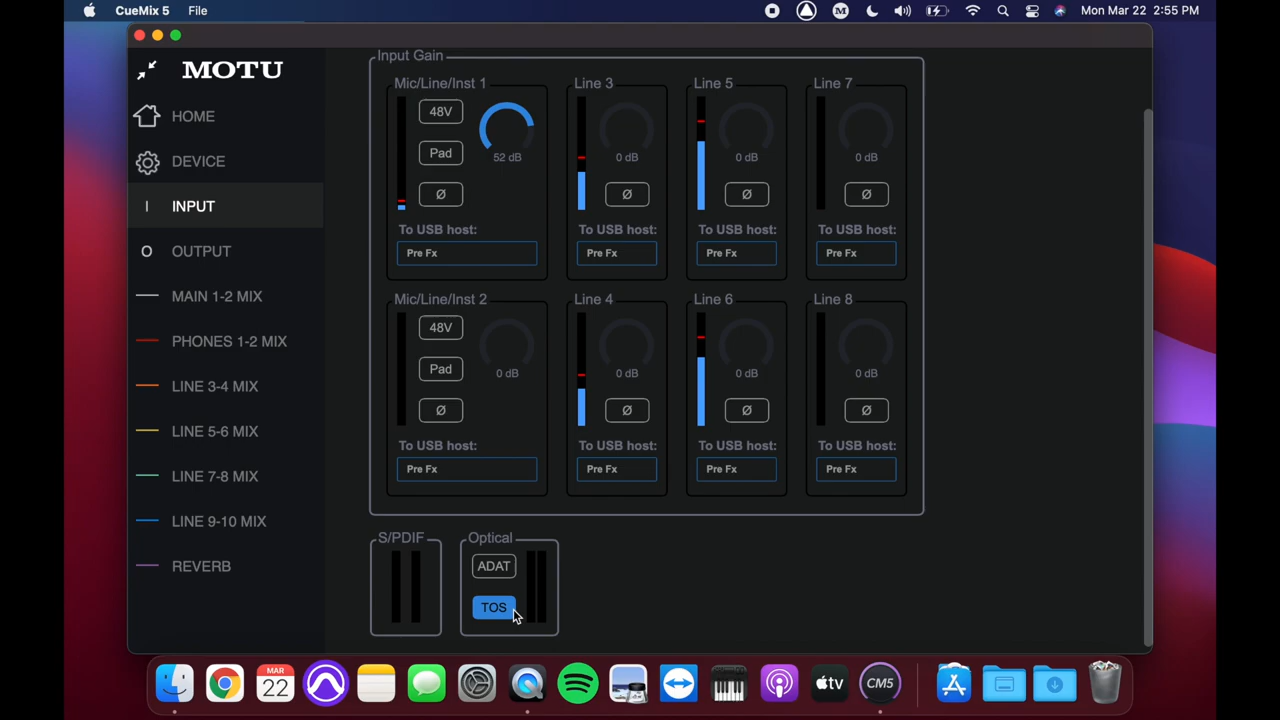 CueMix 5 File Mon Mar 22 2:55 PM
MOTU
HOME
DEVICE
I INPUT
O OUTPUT
MAIN 1-2 MIX
PHONES 1-2 MIX
LINE 3-4 MIX
LINE 5-6 MIX
LINE 7-8 MIX
LINE 9-10 MIX
REVERB
Input Gain
Mic/Line/Inst 1
48V
Pad
Ø
52 dB
To USB host:
Pre Fx
Line 3
0 dB
Ø
To USB host:
Pre Fx
Line 5
0 dB
Ø
To USB host:
Pre Fx
Line 7
0 dB
Ø
To USB host:
Pre Fx
Mic/Line/Inst 2
48V
Pad
Ø
0 dB
To USB host:
Pre Fx
Line 4
0 dB
Ø
To USB host:
Pre Fx
Line 6
0 dB
Ø
To USB host:
Pre Fx
Line 8
0 dB
Ø
To USB host:
Pre Fx
S/PDIF
Optical
ADAT
TOS
MAR
22
tv
CM5